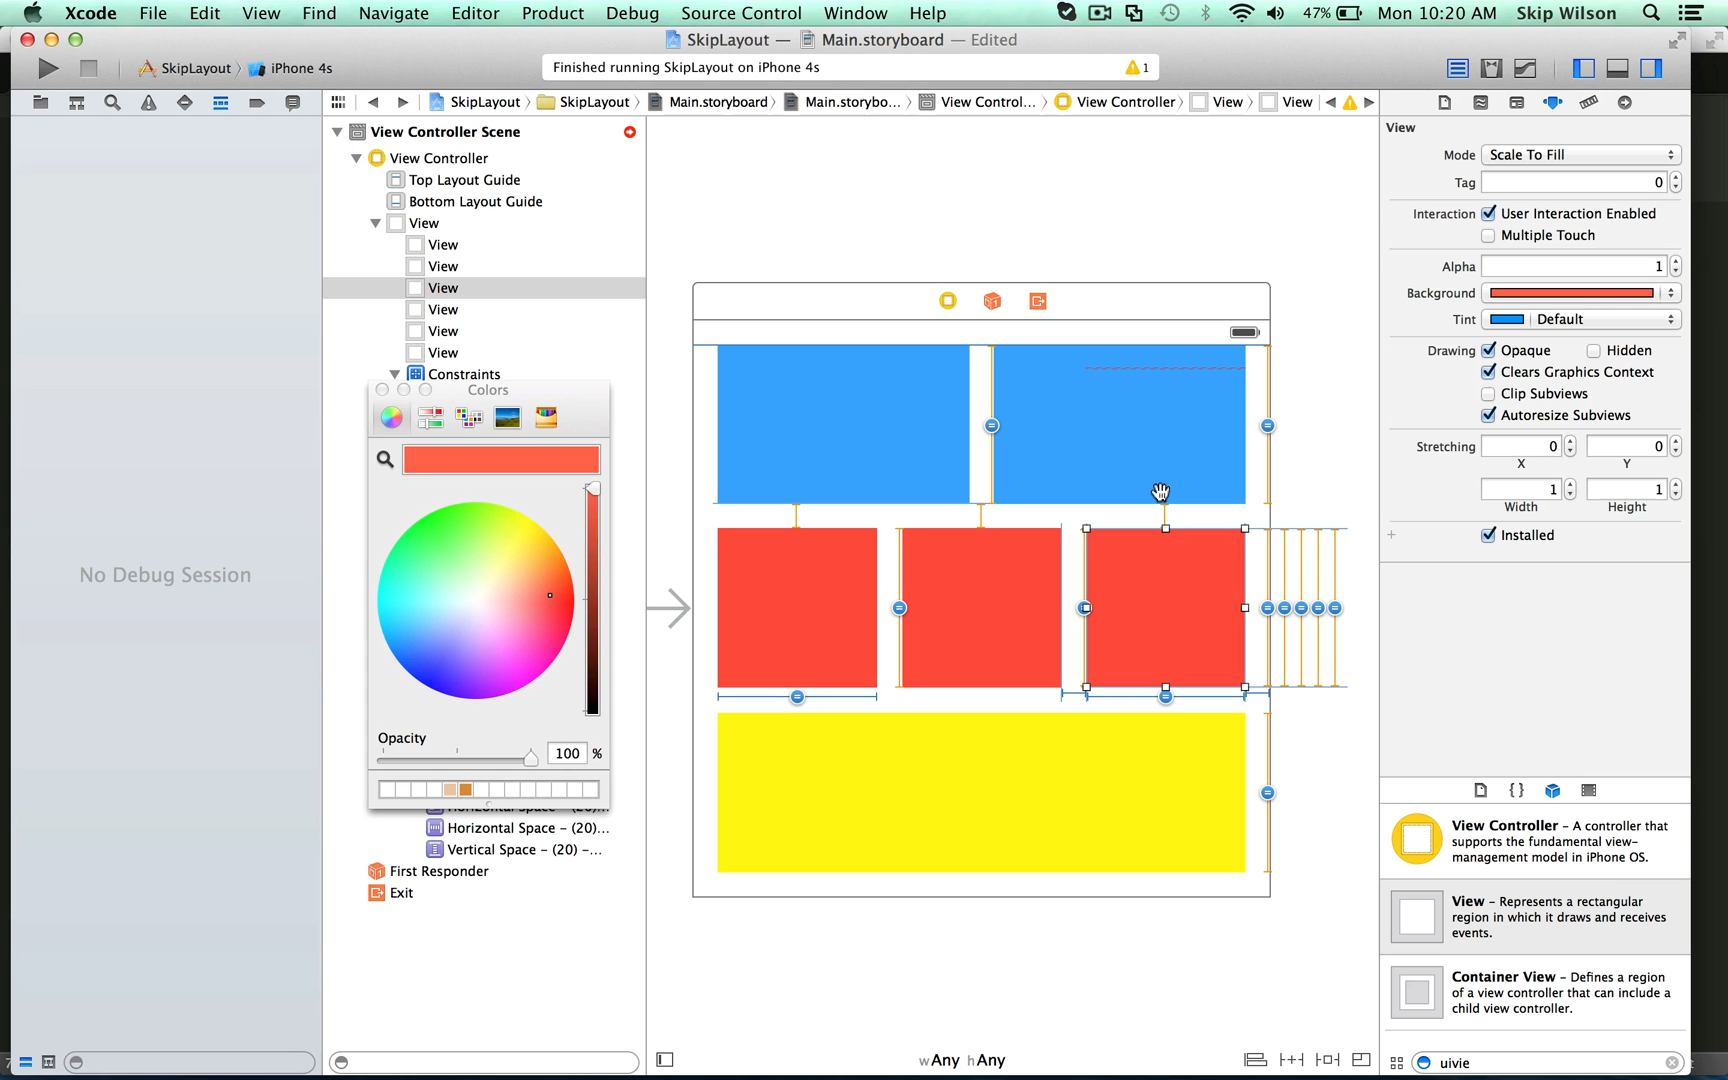 Xcode File Edit View Find Navigate Editor Product Debug Source Control Window Help 47% Mon 10:20 AM Skip Wilson
SkipLayout — Main.storyboard — Edited
SkipLayout iPhone 4s
Finished running SkipLayout on iPhone 4s 1
SkipLayout SkipLayout Main.storyboard Main.storybo... View Control... View Controller View View
View Controller Scene
View Controller
Top Layout Guide
Bottom Layout Guide
View
View
View
View
View
View
View
Constraints
Colors
Opacity
100 %
Horizontal Space – (20)...
Horizontal Space – (20)...
Vertical Space – (20) –...
First Responder
Exit
No Debug Session
wAny hAny
View
Mode Scale To Fill
Tag 0
Interaction User Interaction Enabled
Multiple Touch
Alpha 1
Background
Tint Default
Drawing Opaque Hidden
Clears Graphics Context
Clip Subviews
Autoresize Subviews
Stretching 0 0
X Y
1 1
Width Height
Installed
View Controller – A controller that
supports the fundamental view-
management model in iPhone OS.
View – Represents a rectangular
region in which it draws and receives
events.
Container View – Defines a region
of a view controller that can include a
child view controller.
uivie